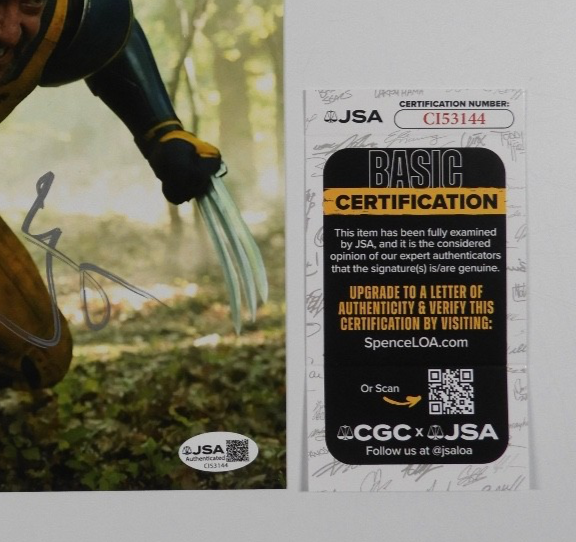 JSA
CERTIFICATION NUMBER:
CI53144
BASIC
CERTIFICATION
This item has been fully examined
by JSA, and it is the considered
opinion of our expert authenticators
that the signature(s) is/are genuine.
UPGRADE TO A LETTER OF
AUTHENTICITY & VERIFY THIS
CERTIFICATION BY VISITING:
SpenceLOA.com
Or Scan
CGC x JSA
Follow us at @jsaloa
JSA
Authenticated
CI53144